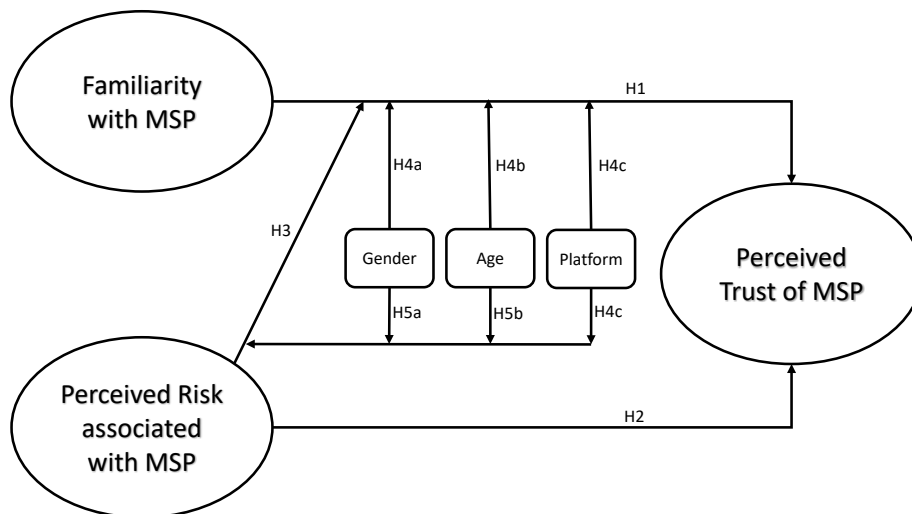 Familiarity
with MSP
H1
H4a
H4b
H4c
H3
Gender
Age
Platform
Perceived
Trust of MSP
H5a
H5b
H4c
Perceived Risk
associated
with MSP
H2